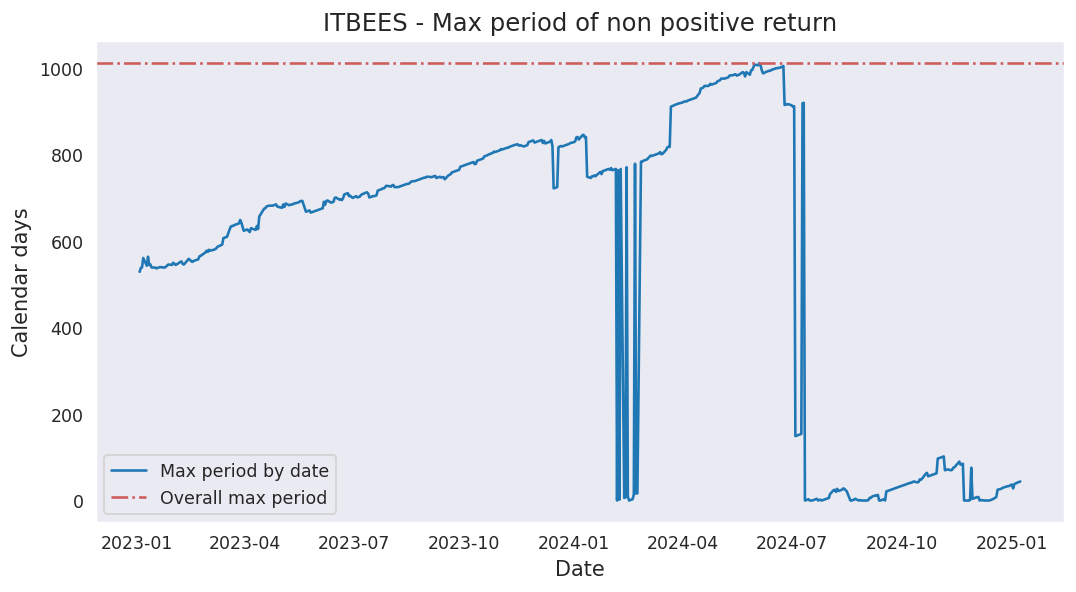 ITBEES - Max period of non positive return
1000
800
600
400
200
0
Calendar days
Max period by date
Overall max period
2023-01 2023-04 2023-07 2023-10 2024-01 2024-04 2024-07 2024-10 2025-01
Date